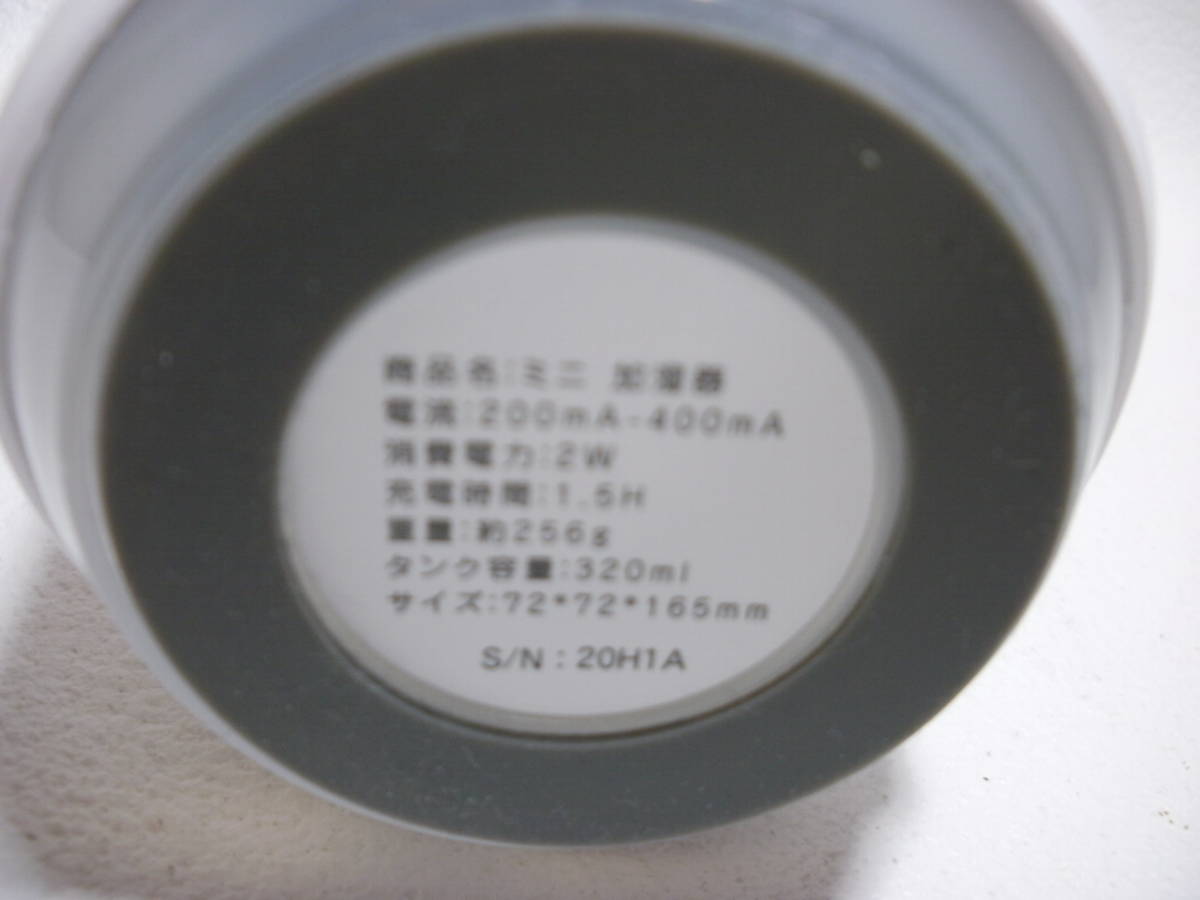 商品名:ミニ 加湿器
電流:200mA-400mA
消費電力:2W
充電時間:1.5H
重量:約256g
タンク容量:320ml
サイズ:72*72*165mm
S/N : 20H1A